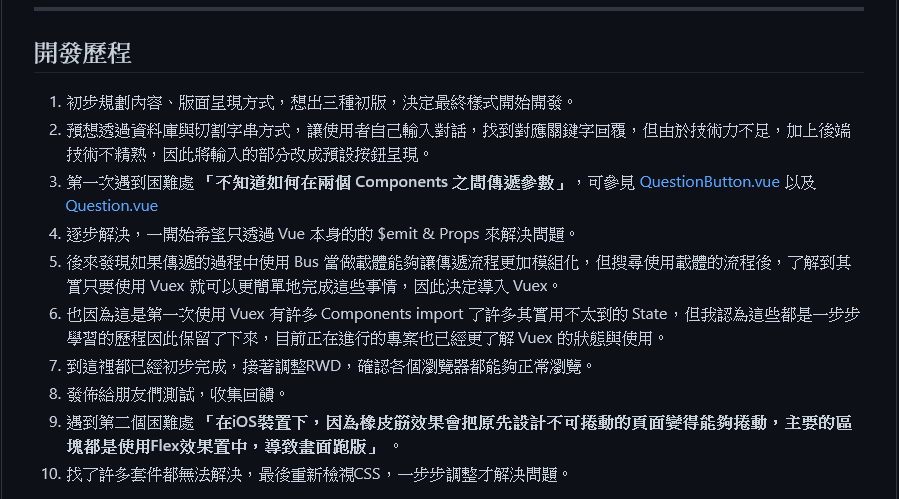 開發歷程
1. 初步規劃內容、版面呈現方式，想出三種初版，決定最終樣式開始開發。
2. 預想透過資料庫與切割字串方式，讓使用者自己輸入對話，找到對應關鍵字回覆，但由於技術力不足，加上後端
技術不精熟，因此將輸入的部分改成預設按鈕呈現。
3. 第一次遇到困難處 「不知道如何在兩個 Components 之間傳遞參數」，可參見 QuestionButton.vue 以及
Question.vue
4. 逐步解決，一開始希望只透過 Vue 本身的的 $emit & Props 來解決問題。
5. 後來發現如果傳遞的過程中使用 Bus 當做載體能夠讓傳遞流程更加模組化，但搜尋使用載體的流程後，了解到其
實只要使用 Vuex 就可以更簡單地完成這些事情，因此決定導入 Vuex。
6. 也因為這是第一次使用 Vuex 有許多 Components import 了許多其實用不太到的 State，但我認為這些都是一步步
學習的歷程因此保留了下來，目前正在進行的專案也已經更了解 Vuex 的狀態與使用。
7. 到這裡都已經初步完成，接著調整RWD，確認各個瀏覽器都能夠正常瀏覽。
8. 發佈給朋友們測試，收集回饋。
9. 遇到第二個困難處 「在iOS裝置下，因為橡皮筋效果會把原先設計不可捲動的頁面變得能夠捲動，主要的區
塊都是使用Flex效果置中，導致畫面跑版」 。
10. 找了許多套件都無法解決，最後重新檢視CSS，一步步調整才解決問題。